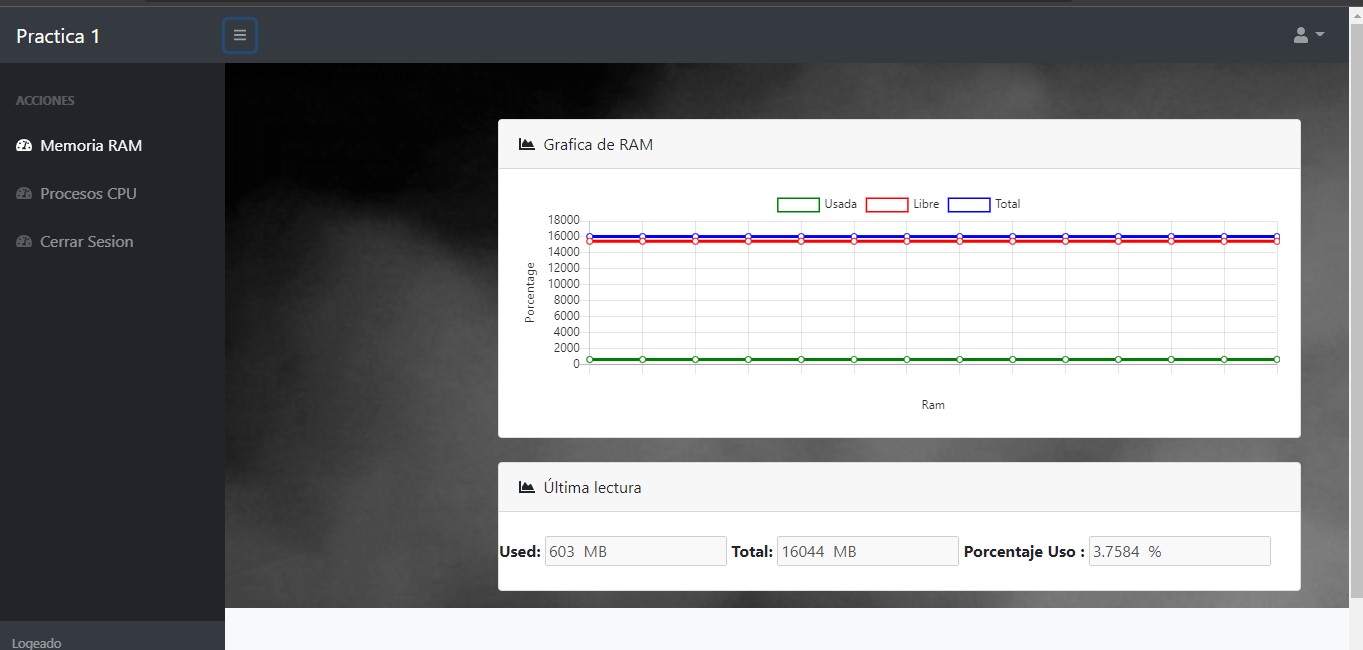 Practica 1
ACCIONES
Memoria RAM
Procesos CPU
Cerrar Sesion
Logeado
Grafica de RAM
Usada Libre Total
18000
16000
14000
12000
10000
8000
6000
4000
2000
0
Porcentage
Ram
Última lectura
Used: 603 MB Total: 16044 MB Porcentaje Uso : 3.7584 %